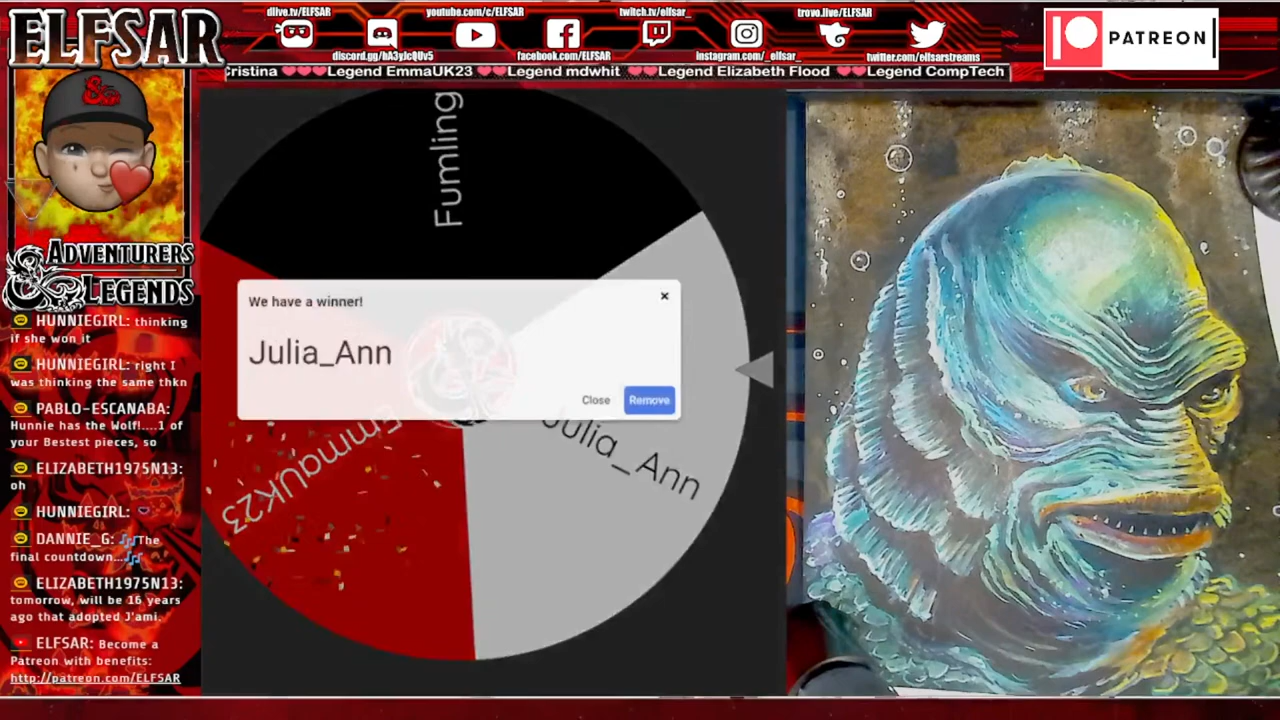 ELFSAR
dlive.tv/ELFSAR
youtube.com/c/ELFSAR
twitch.tv/elfsar_
trovo.live/ELFSAR
discord.gg/hA3yJcQUv5
facebook.com/ELFSAR
instagram.com/_elfsar_
twitter.com/elfsarstreams
PATREON
cristina ❤❤❤Legend EmmaUK23 ❤❤Legend mdwhit ❤❤Legend Elizabeth Flood ❤❤Legend CompTech
ADVENTURERS
& LEGENDS
HUNNIEGIRL: thinking
if she won it
HUNNIEGIRL: right I
was thinking the same thkn
PABLO-ESCANABA:
Hunnie has the Wolf!....1 of
your Bestest pieces, so
ELIZABETH1975N13:
oh
HUNNIEGIRL:
DANNIE_G: 🎶The
final countdown...🎶
ELIZABETH1975N13:
tomorrow, will be 16 years
ago that adopted J'ami.
ELFSAR: Become a
Patreon with benefits:
http://patreon.com/ELFSAR
Fumling
We have a winner!
×
Julia_Ann
Close
Remove
EmmaUK23
Julia_Ann